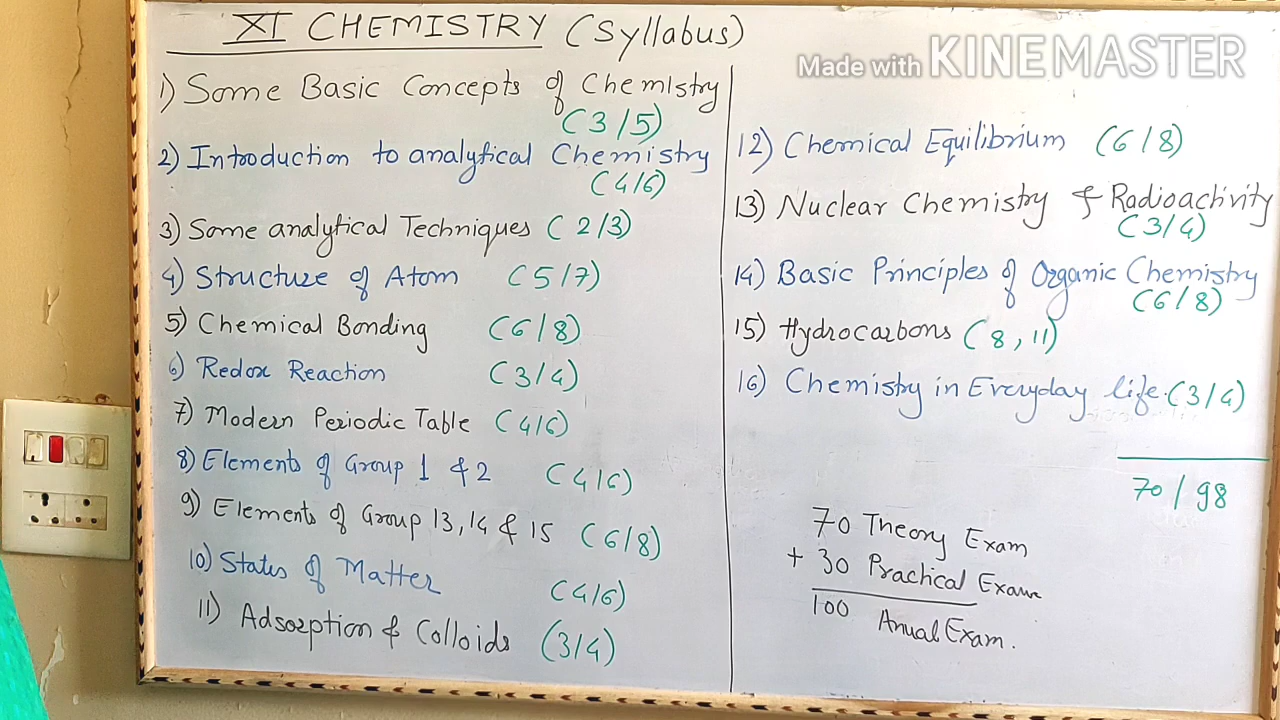 XI CHEMISTRY (Syllabus)
1) Some Basic Concepts of Chemistry
(3/5)
2) Introduction to analytical Chemistry
(4/6)
3) Some analytical Techniques (2/3)
4) Structure of Atom (5/7)
5) Chemical Bonding (6/8)
6) Redox Reaction (3/4)
7) Modern Periodic Table (4/6)
8) Elements of Group 1 & 2 (4/6)
9) Elements of Group 13, 14 & 15 (6/8)
10) States of Matter (4/6)
11) Adsorption & Colloids (3/4)
Made with KINEMASTER
12) Chemical Equilibrium (6/8)
13) Nuclear Chemistry & Radioactivity
(3/4)
14) Basic Principles of Organic Chemistry
(6/8)
15) Hydrocarbons (8, 11)
16) Chemistry in Everyday life. (3/4)
70/98
70 Theory Exam
+ 30 Practical Exam
100 Anual Exam.